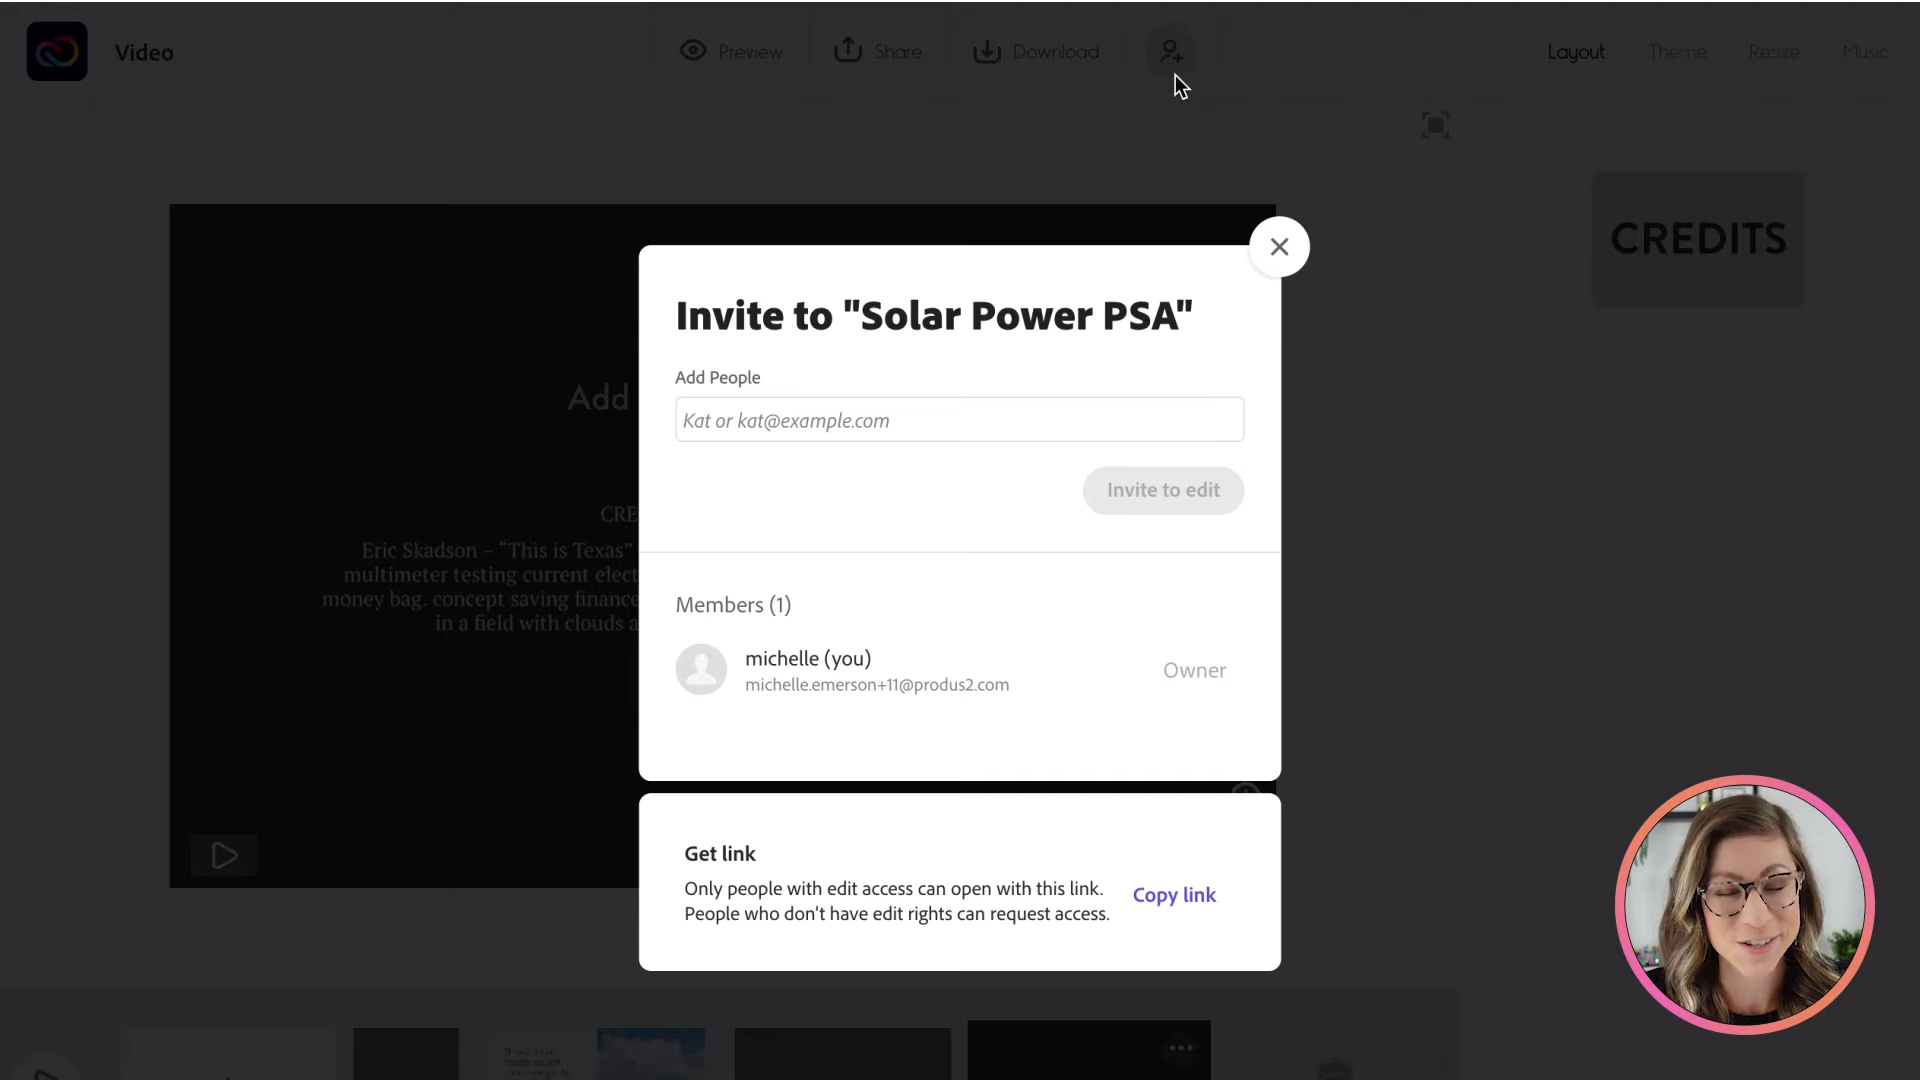 Video
Preview
Share
Download
Layout
Theme
Resize
Music
CREDITS
Invite to "Solar Power PSA"
Add People
Kat or kat@example.com
Invite to edit
Members (1)
michelle (you)
michelle.emerson+11@produs2.com
Owner
Get link
Only people with edit access can open with this link.
People who don't have edit rights can request access.
Copy link
Add
CRE
Eric Skadson – “This is Texas”
multimeter testing current elect
money bag. concept saving finance
in a field with clouds a